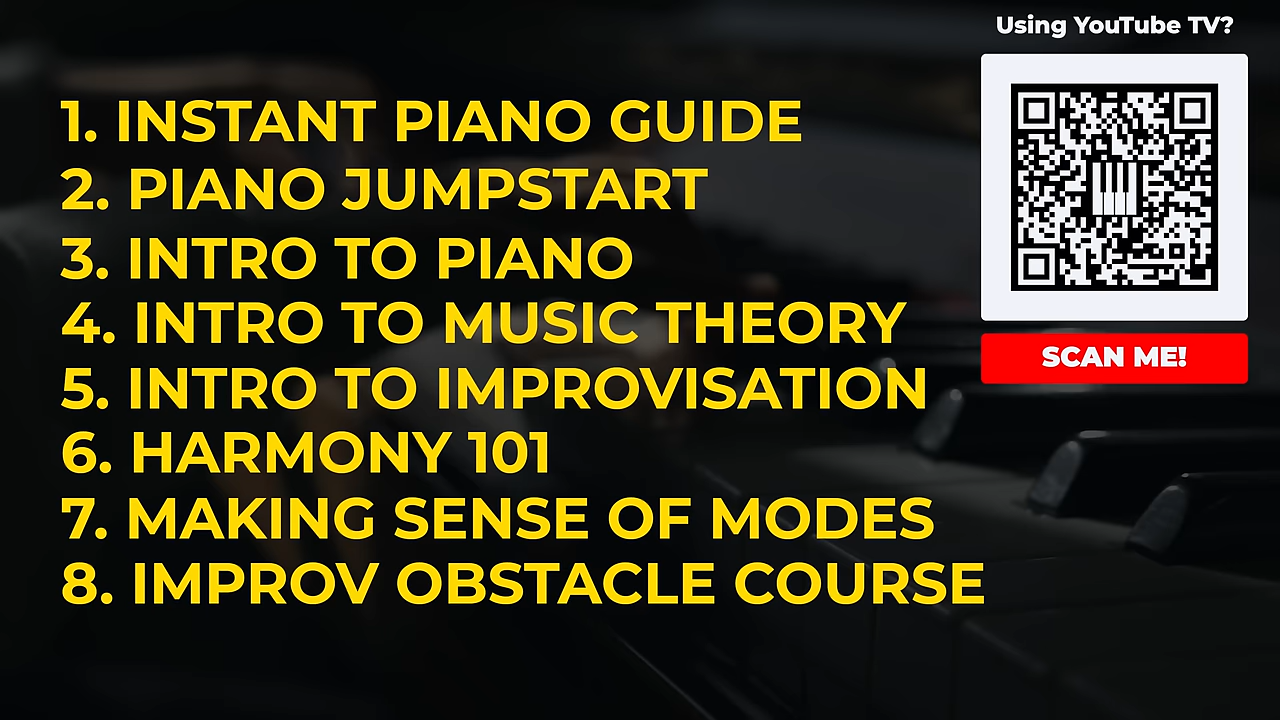 Using YouTube TV?
1. INSTANT PIANO GUIDE
2. PIANO JUMPSTART
3. INTRO TO PIANO
4. INTRO TO MUSIC THEORY
5. INTRO TO IMPROVISATION
6. HARMONY 101
7. MAKING SENSE OF MODES
8. IMPROV OBSTACLE COURSE
SCAN ME!